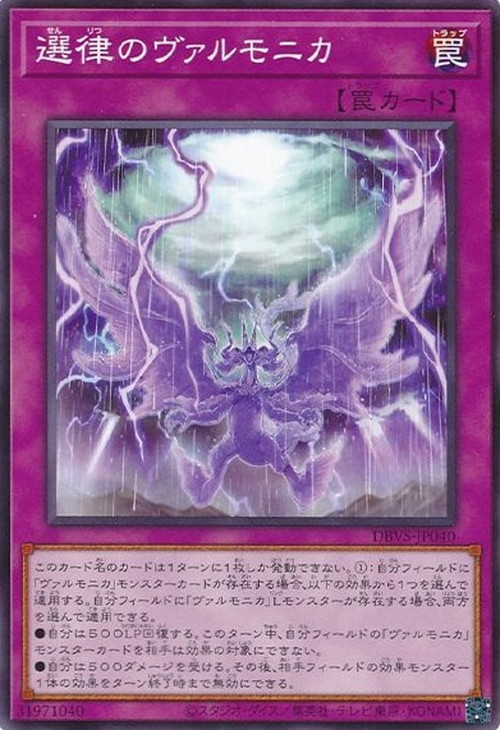 選律のヴァルモニカ
罠
【罠カード】
DBVS-JP040
このカード名のカードは1ターンに1枚しか発動できない。①:自分フィールドに
「ヴァルモニカ」モンスターカードが存在する場合、以下の効果から1つを選んで
適用する。自分フィールドに「ヴァルモニカ」Lモンスターが存在する場合、両方
を選んで適用できる。
●自分は500LP回復する。このターン中、自分フィールドの「ヴァルモニカ」
モンスターカードを相手は効果の対象にできない。
●自分は500ダメージを受ける。その後、相手フィールドの効果モンスター
1体の効果をターン終了時まで無効にできる。
31971040 ©スタジオ・ダイス/集英社・テレビ東京・KONAMI